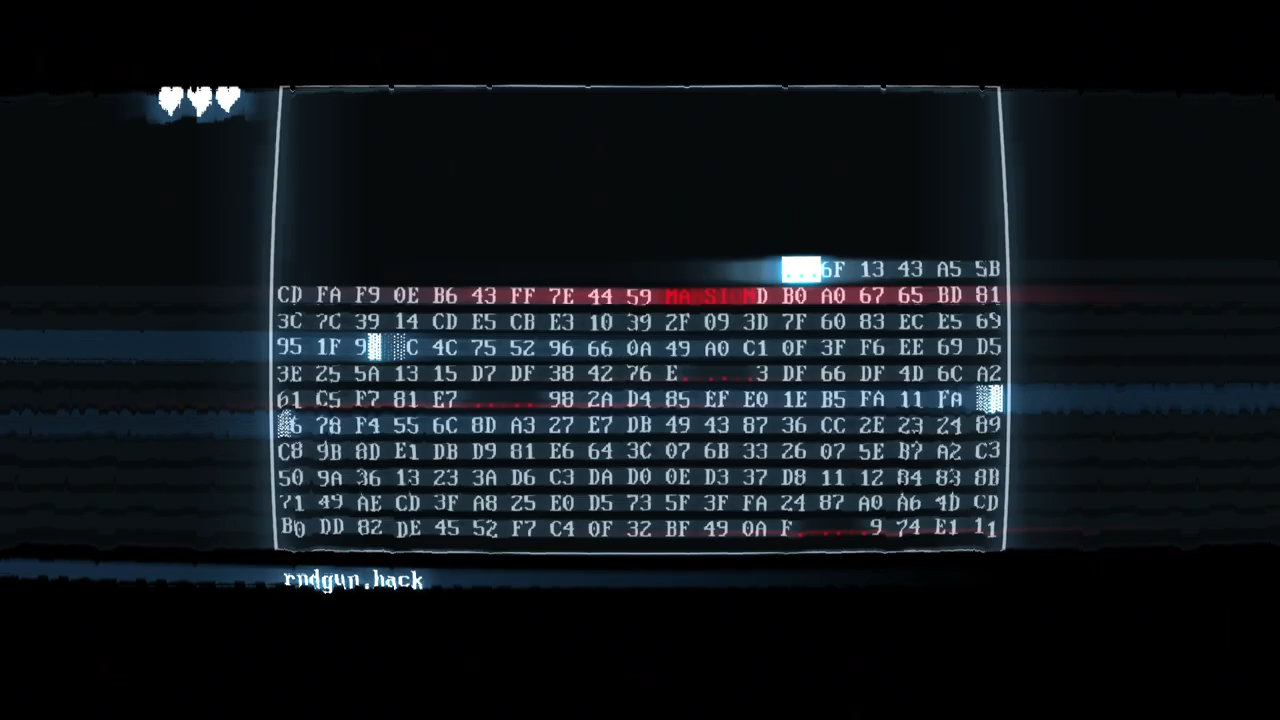 6F 13 43 A5 5B
CD FA F9 0E B6 43 FF 7E 44 59 MA SION D B0 A0 67 65 BD 81
3C 7C 39 14 CD E5 CB E3 10 39 2F 09 3D 7F 60 83 EC E5 69
95 1F 9 C 4C 75 52 96 66 0A 49 A0 C1 0F 3F F6 EE 69 D5
3E 25 5A 13 15 D7 DF 38 42 76 E....3 DF 66 DF 4D 6C A2
61 C5 F7 81 E7 ..... 98 2A D4 85 EF E0 1E B5 FA 11 FA
6 78 F4 55 6C 8D A3 27 E7 DB 49 43 87 36 CC 2E 23 24 89
C8 9B 8D E1 DB D9 81 E6 64 3C 07 6B 33 26 07 5E B7 A2 C3
50 9A 36 13 23 3A D6 C3 DA D0 0E D3 37 D8 11 12 84 83 8B
71 49 AE CD 3F A8 25 E0 D5 73 5F 3F FA 24 87 A0 A6 4D CD
B0 DD 82 DE 45 52 F7 C4 0F 32 BF 49 0A F....9 74 E1 11
rndgun.hack